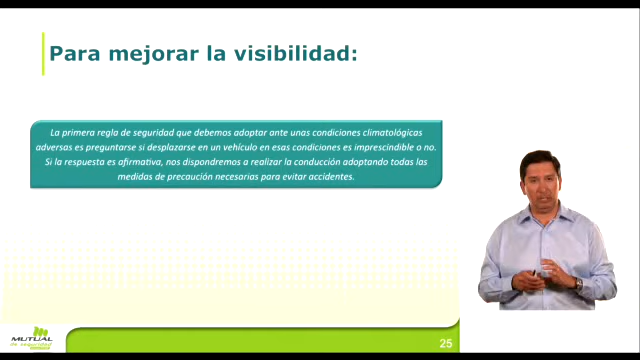 Para mejorar la visibilidad:
La primera regla de seguridad que debemos adoptar ante unas condiciones climatológicas
adversas es preguntarse si desplazarse en un vehículo en esas condiciones es imprescindible o no.
Si la respuesta es afirmativa, nos dispondremos a realizar la conducción adoptando todas las
medidas de precaución necesarias para evitar accidentes.
MUTUAL
de seguridad
25